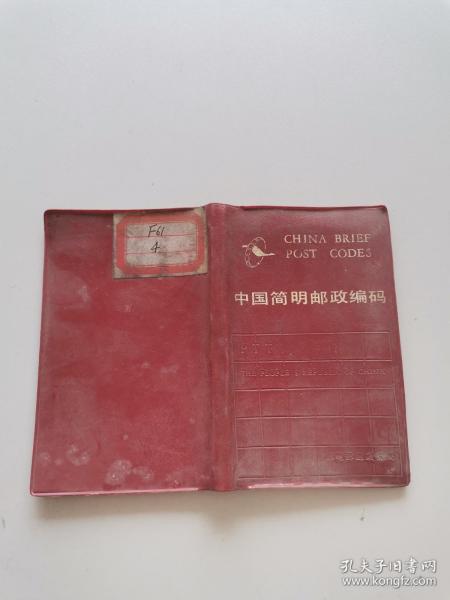 F61
4
CHINA BRIEF
POST CODES
中国简明邮政编码
PTT
THE PEOPLE'S REPUBLIC OF CHINA
孔夫子旧书网
www.kongfz.com